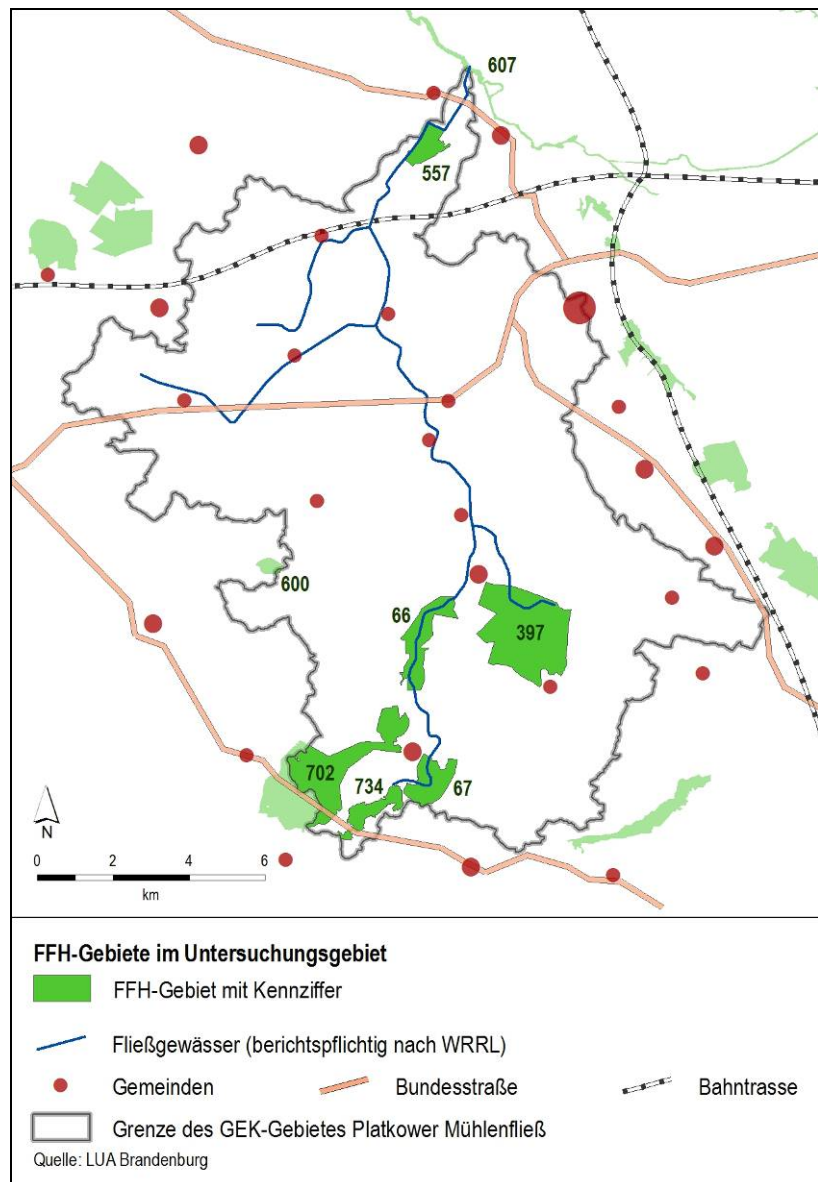 607
557
600
66
397
702
734
67
N
0 2 4 6
km
FFH-Gebiete im Untersuchungsgebiet
FFH-Gebiet mit Kennziffer
Fließgewässer (berichtspflichtig nach WRRL)
Gemeinden Bundesstraße Bahntrasse
Grenze des GEK-Gebietes Platkower Mühlenfließ
Quelle: LUA Brandenburg